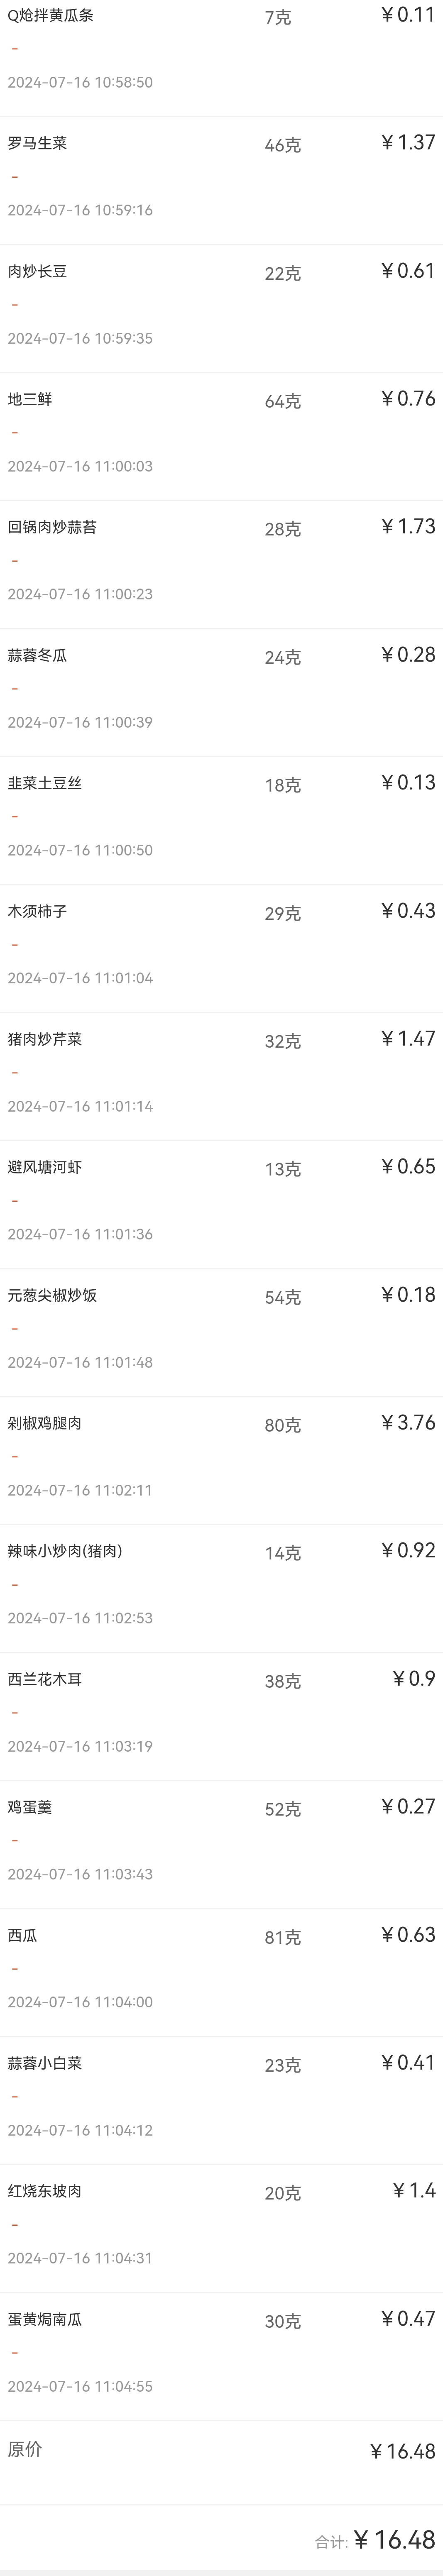 Q炝拌黄瓜条 7克 ￥0.11
-
2024-07-16 10:58:50
罗马生菜 46克 ￥1.37
-
2024-07-16 10:59:16
肉炒长豆 22克 ￥0.61
-
2024-07-16 10:59:35
地三鲜 64克 ￥0.76
-
2024-07-16 11:00:03
回锅肉炒蒜苔 28克 ￥1.73
-
2024-07-16 11:00:23
蒜蓉冬瓜 24克 ￥0.28
-
2024-07-16 11:00:39
韭菜土豆丝 18克 ￥0.13
-
2024-07-16 11:00:50
木须柿子 29克 ￥0.43
-
2024-07-16 11:01:04
猪肉炒芹菜 32克 ￥1.47
-
2024-07-16 11:01:14
避风塘河虾 13克 ￥0.65
-
2024-07-16 11:01:36
元葱尖椒炒饭 54克 ￥0.18
-
2024-07-16 11:01:48
剁椒鸡腿肉 80克 ￥3.76
-
2024-07-16 11:02:11
辣味小炒肉(猪肉) 14克 ￥0.92
-
2024-07-16 11:02:53
西兰花木耳 38克 ￥0.9
-
2024-07-16 11:03:19
鸡蛋羹 52克 ￥0.27
-
2024-07-16 11:03:43
西瓜 81克 ￥0.63
-
2024-07-16 11:04:00
蒜蓉小白菜 23克 ￥0.41
-
2024-07-16 11:04:12
红烧东坡肉 20克 ￥1.4
-
2024-07-16 11:04:31
蛋黄焗南瓜 30克 ￥0.47
-
2024-07-16 11:04:55
原价 ￥16.48
合计: ￥16.48